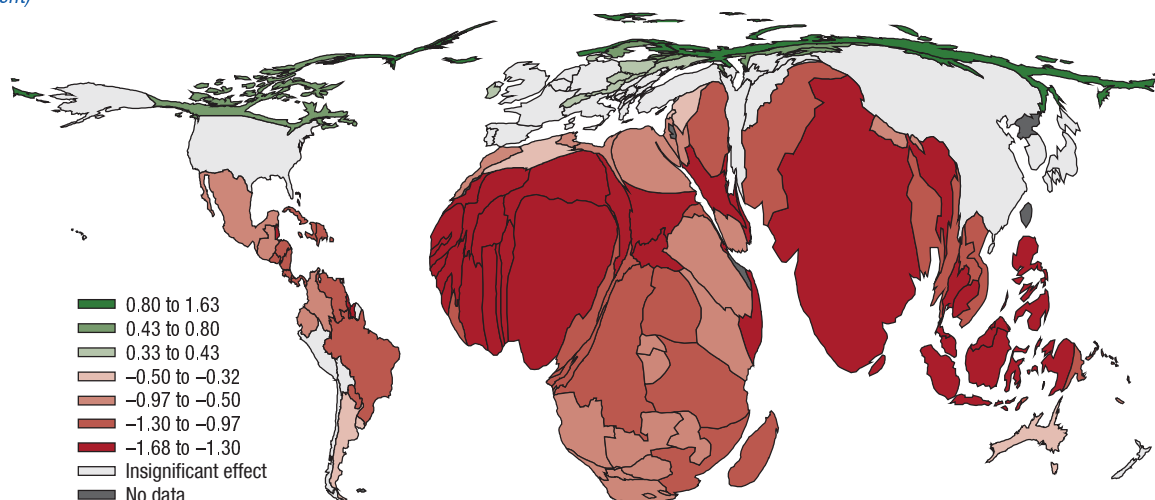 0.80 to 1.63
0.43 to 0.80
0.33 to 0.43
–0.50 to –0.32
–0.97 to –0.50
–1.30 to –0.97
–1.68 to –1.30
Insignificant effect
No data